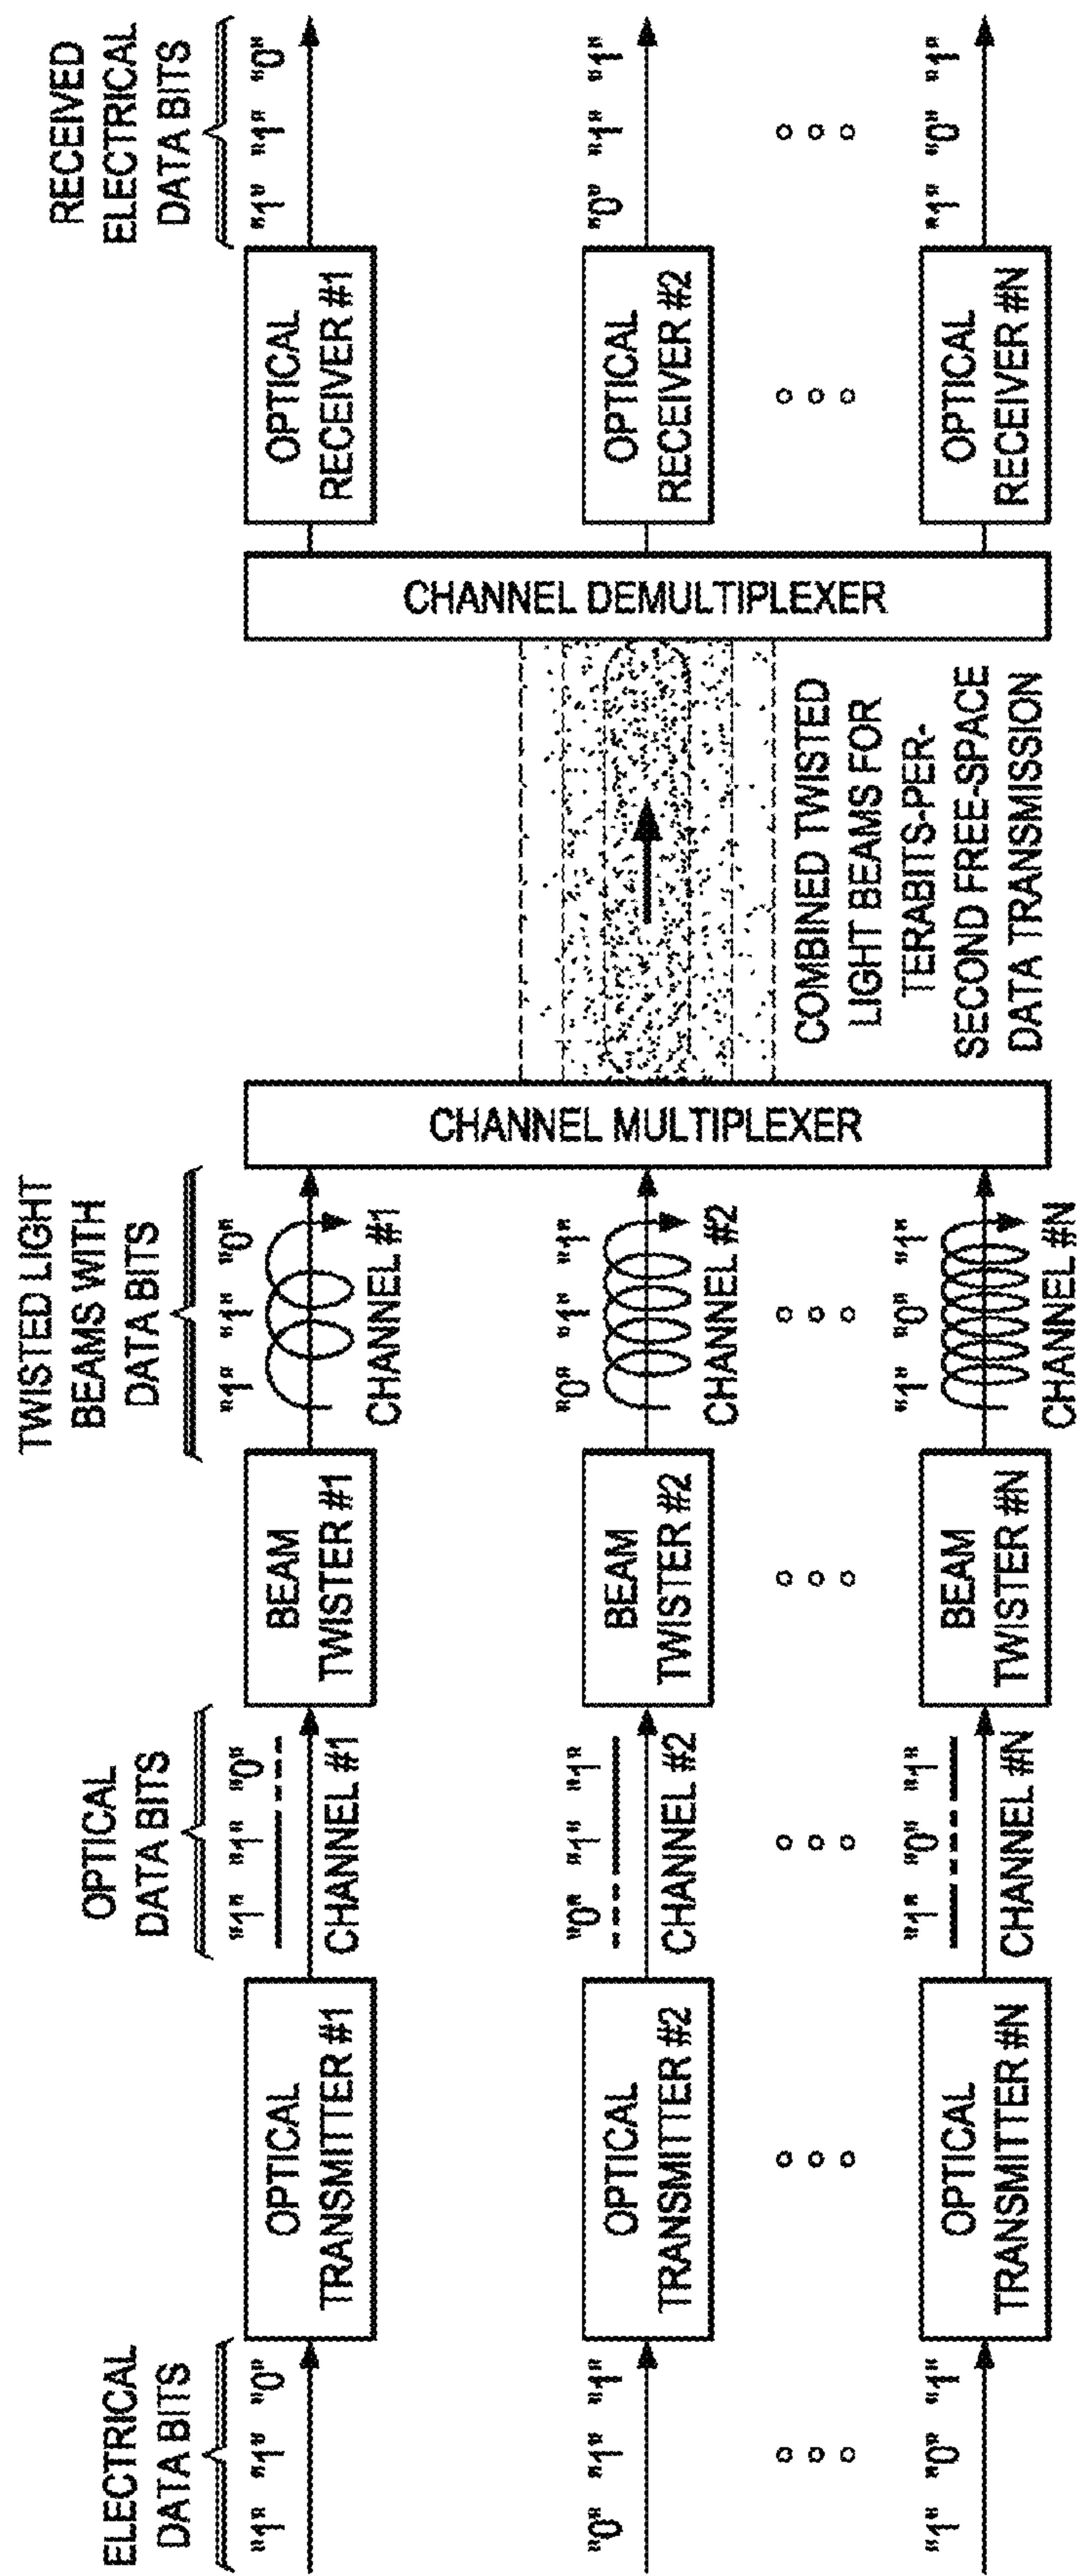 ELECTRICAL
DATA BITS
"1" "1" "0"
"0" "1" "1"
"1" "0" "1"
OPTICAL
TRANSMITTER #1
OPTICAL
TRANSMITTER #2
OPTICAL
TRANSMITTER #N
OPTICAL
DATA BITS
"1" "1" "0"
CHANNEL #1
"0" "1" "1"
CHANNEL #2
"1" "0" "1"
CHANNEL #N
BEAM
TWISTER #1
BEAM
TWISTER #2
BEAM
TWISTER #N
TWISTED LIGHT
BEAMS WITH
DATA BITS
"1" "1" "0"
CHANNEL #1
"0" "1" "1"
CHANNEL #2
"1" "0" "1"
CHANNEL #N
CHANNEL MULTIPLEXER
COMBINED TWISTED
LIGHT BEAMS FOR
TERABITS-PER-
SECOND FREE-SPACE
DATA TRANSMISSION
CHANNEL DEMULTIPLEXER
OPTICAL
RECEIVER #1
OPTICAL
RECEIVER #2
OPTICAL
RECEIVER #N
RECEIVED
ELECTRICAL
DATA BITS
"1" "1" "0"
"0" "1" "1"
"1" "0" "1"